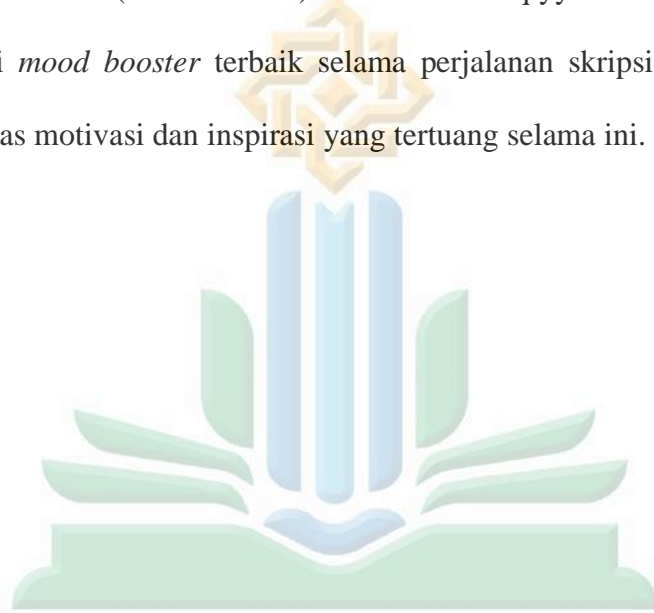 i mood booster terbaik selama perjalanan skripsi
as motivasi dan inspirasi yang tertuang selama ini.